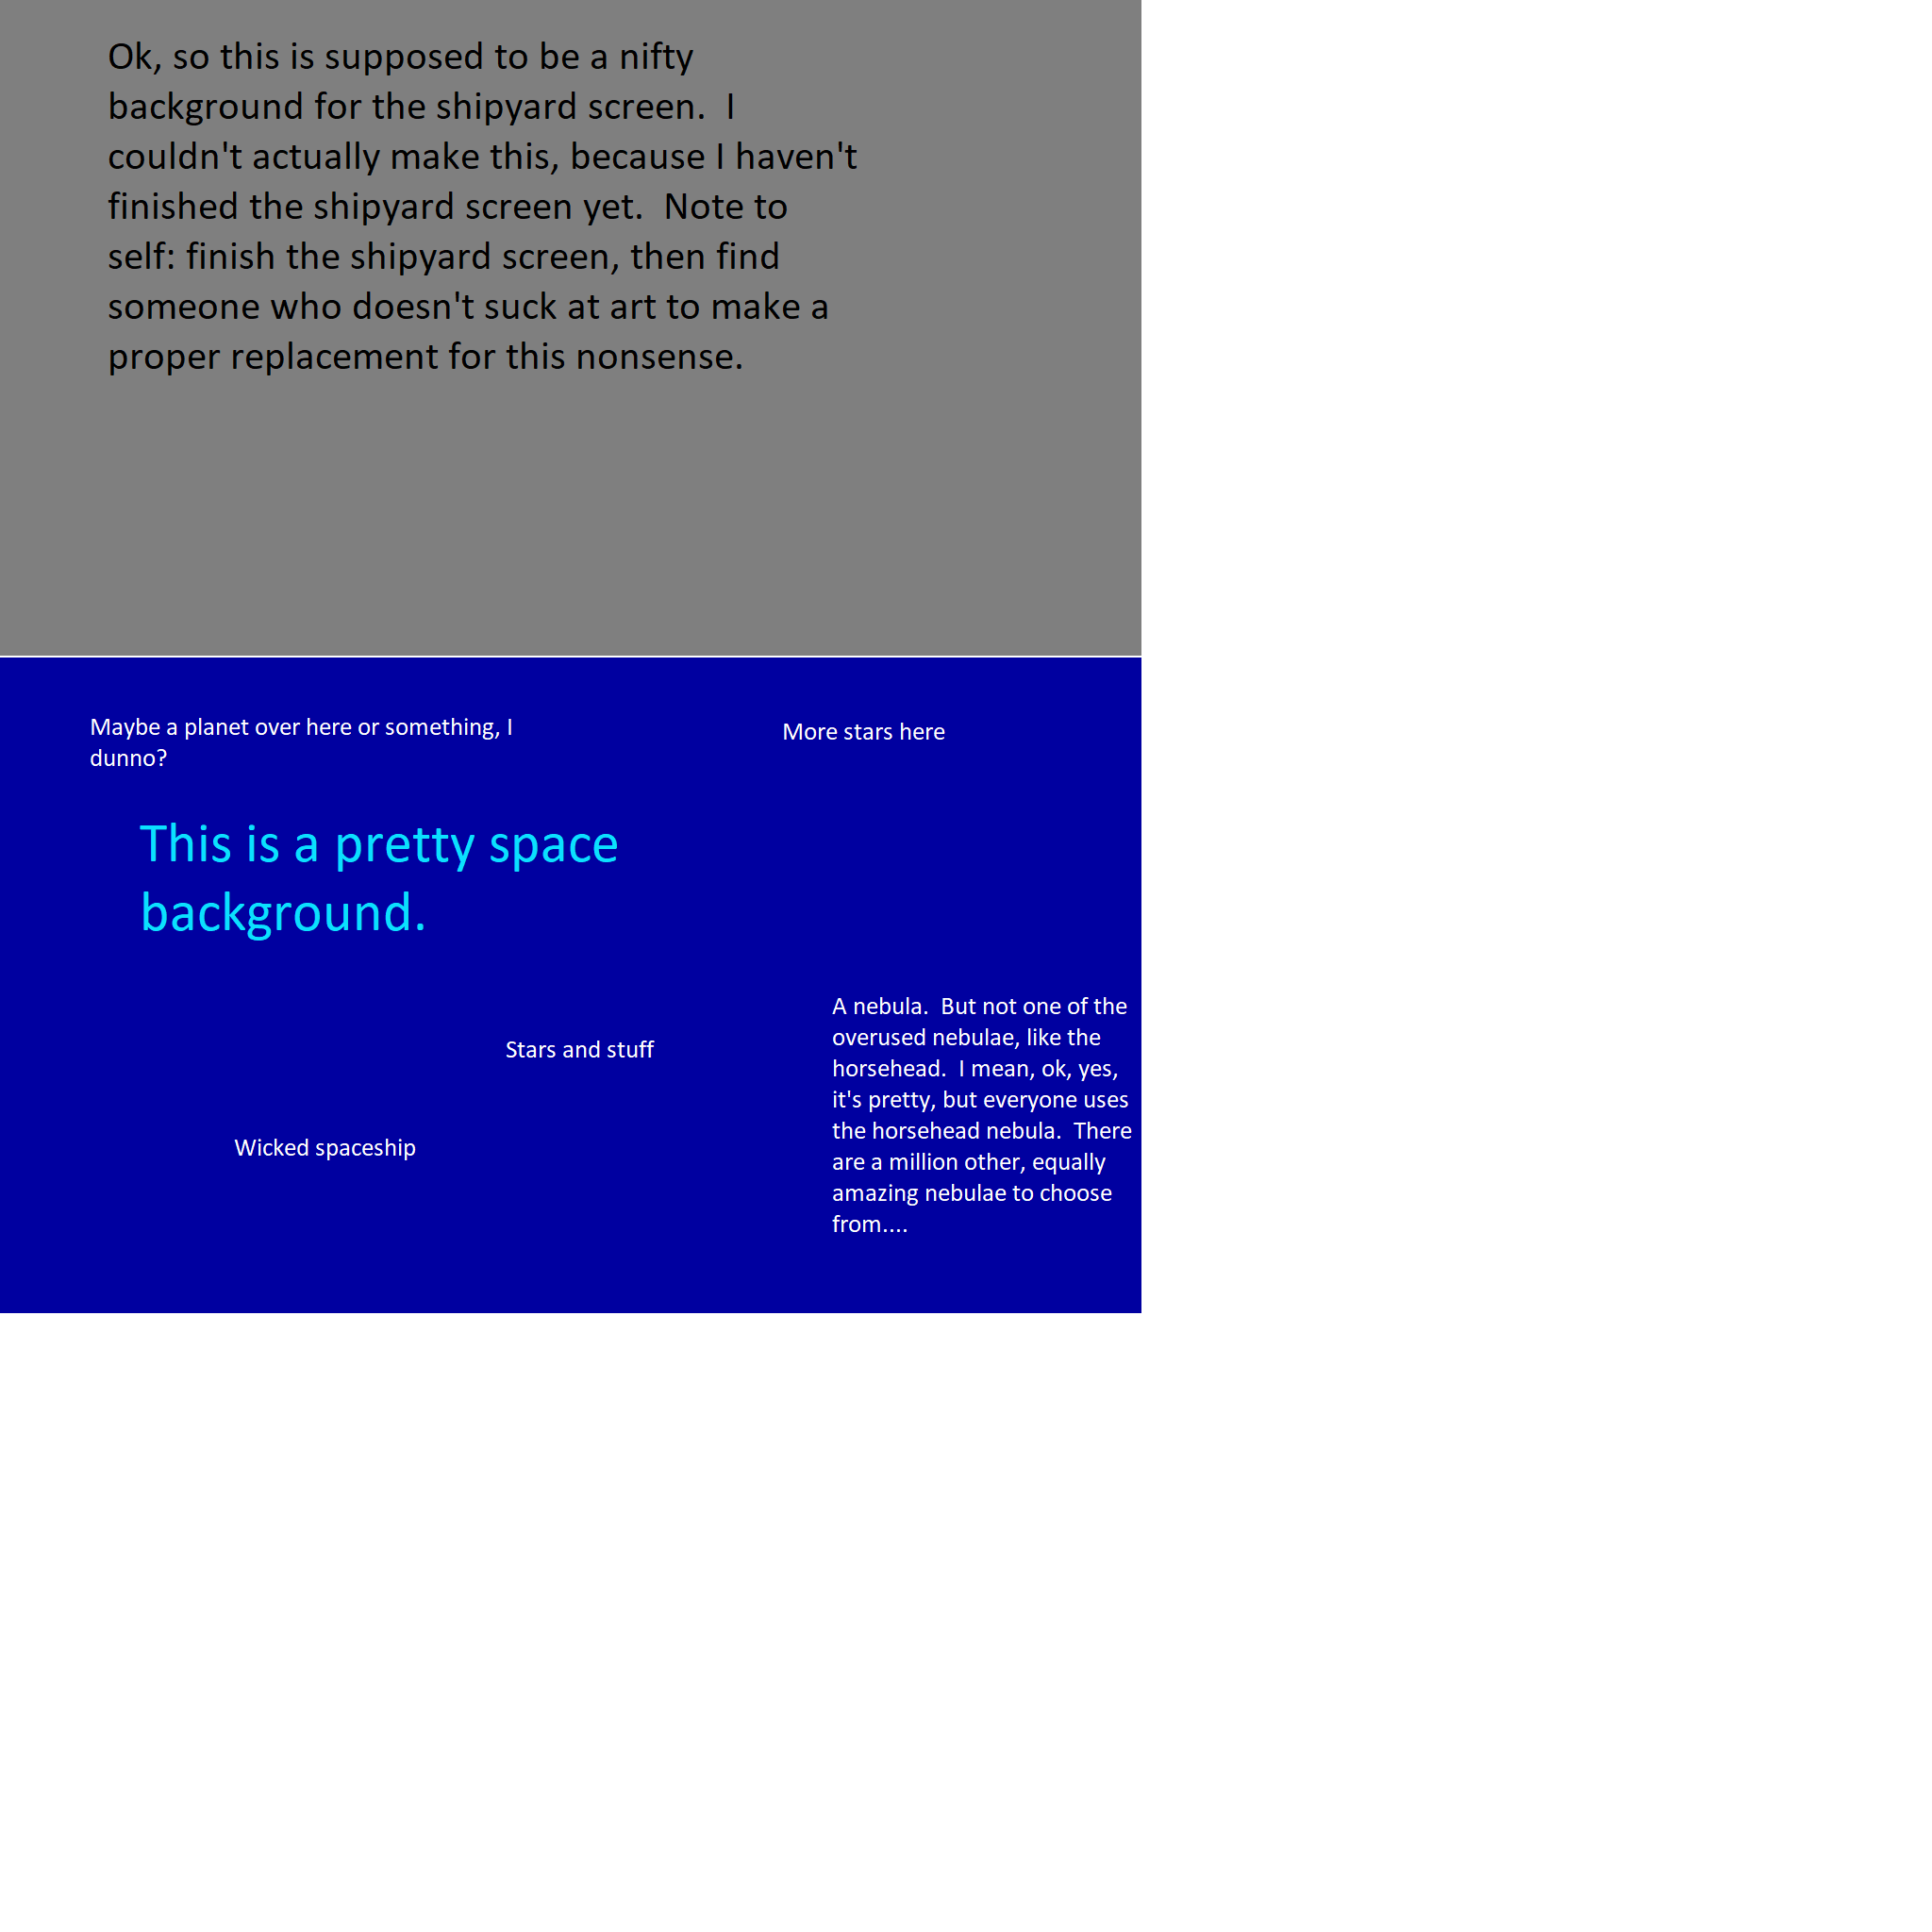 Ok, so this is supposed to be a nifty
background for the shipyard screen.  I
couldn't actually make this, because I haven't
finished the shipyard screen yet.  Note to
self: finish the shipyard screen, then find
someone who doesn't suck at art to make a
proper replacement for this nonsense.
Maybe a planet over here or something, I
dunno?
More stars here
This is a pretty space
background.
Stars and stuff
Wicked spaceship
A nebula.  But not one of the
overused nebulae, like the
horsehead.  I mean, ok, yes,
it's pretty, but everyone uses
the horsehead nebula.  There
are a million other, equally
amazing nebulae to choose
from....